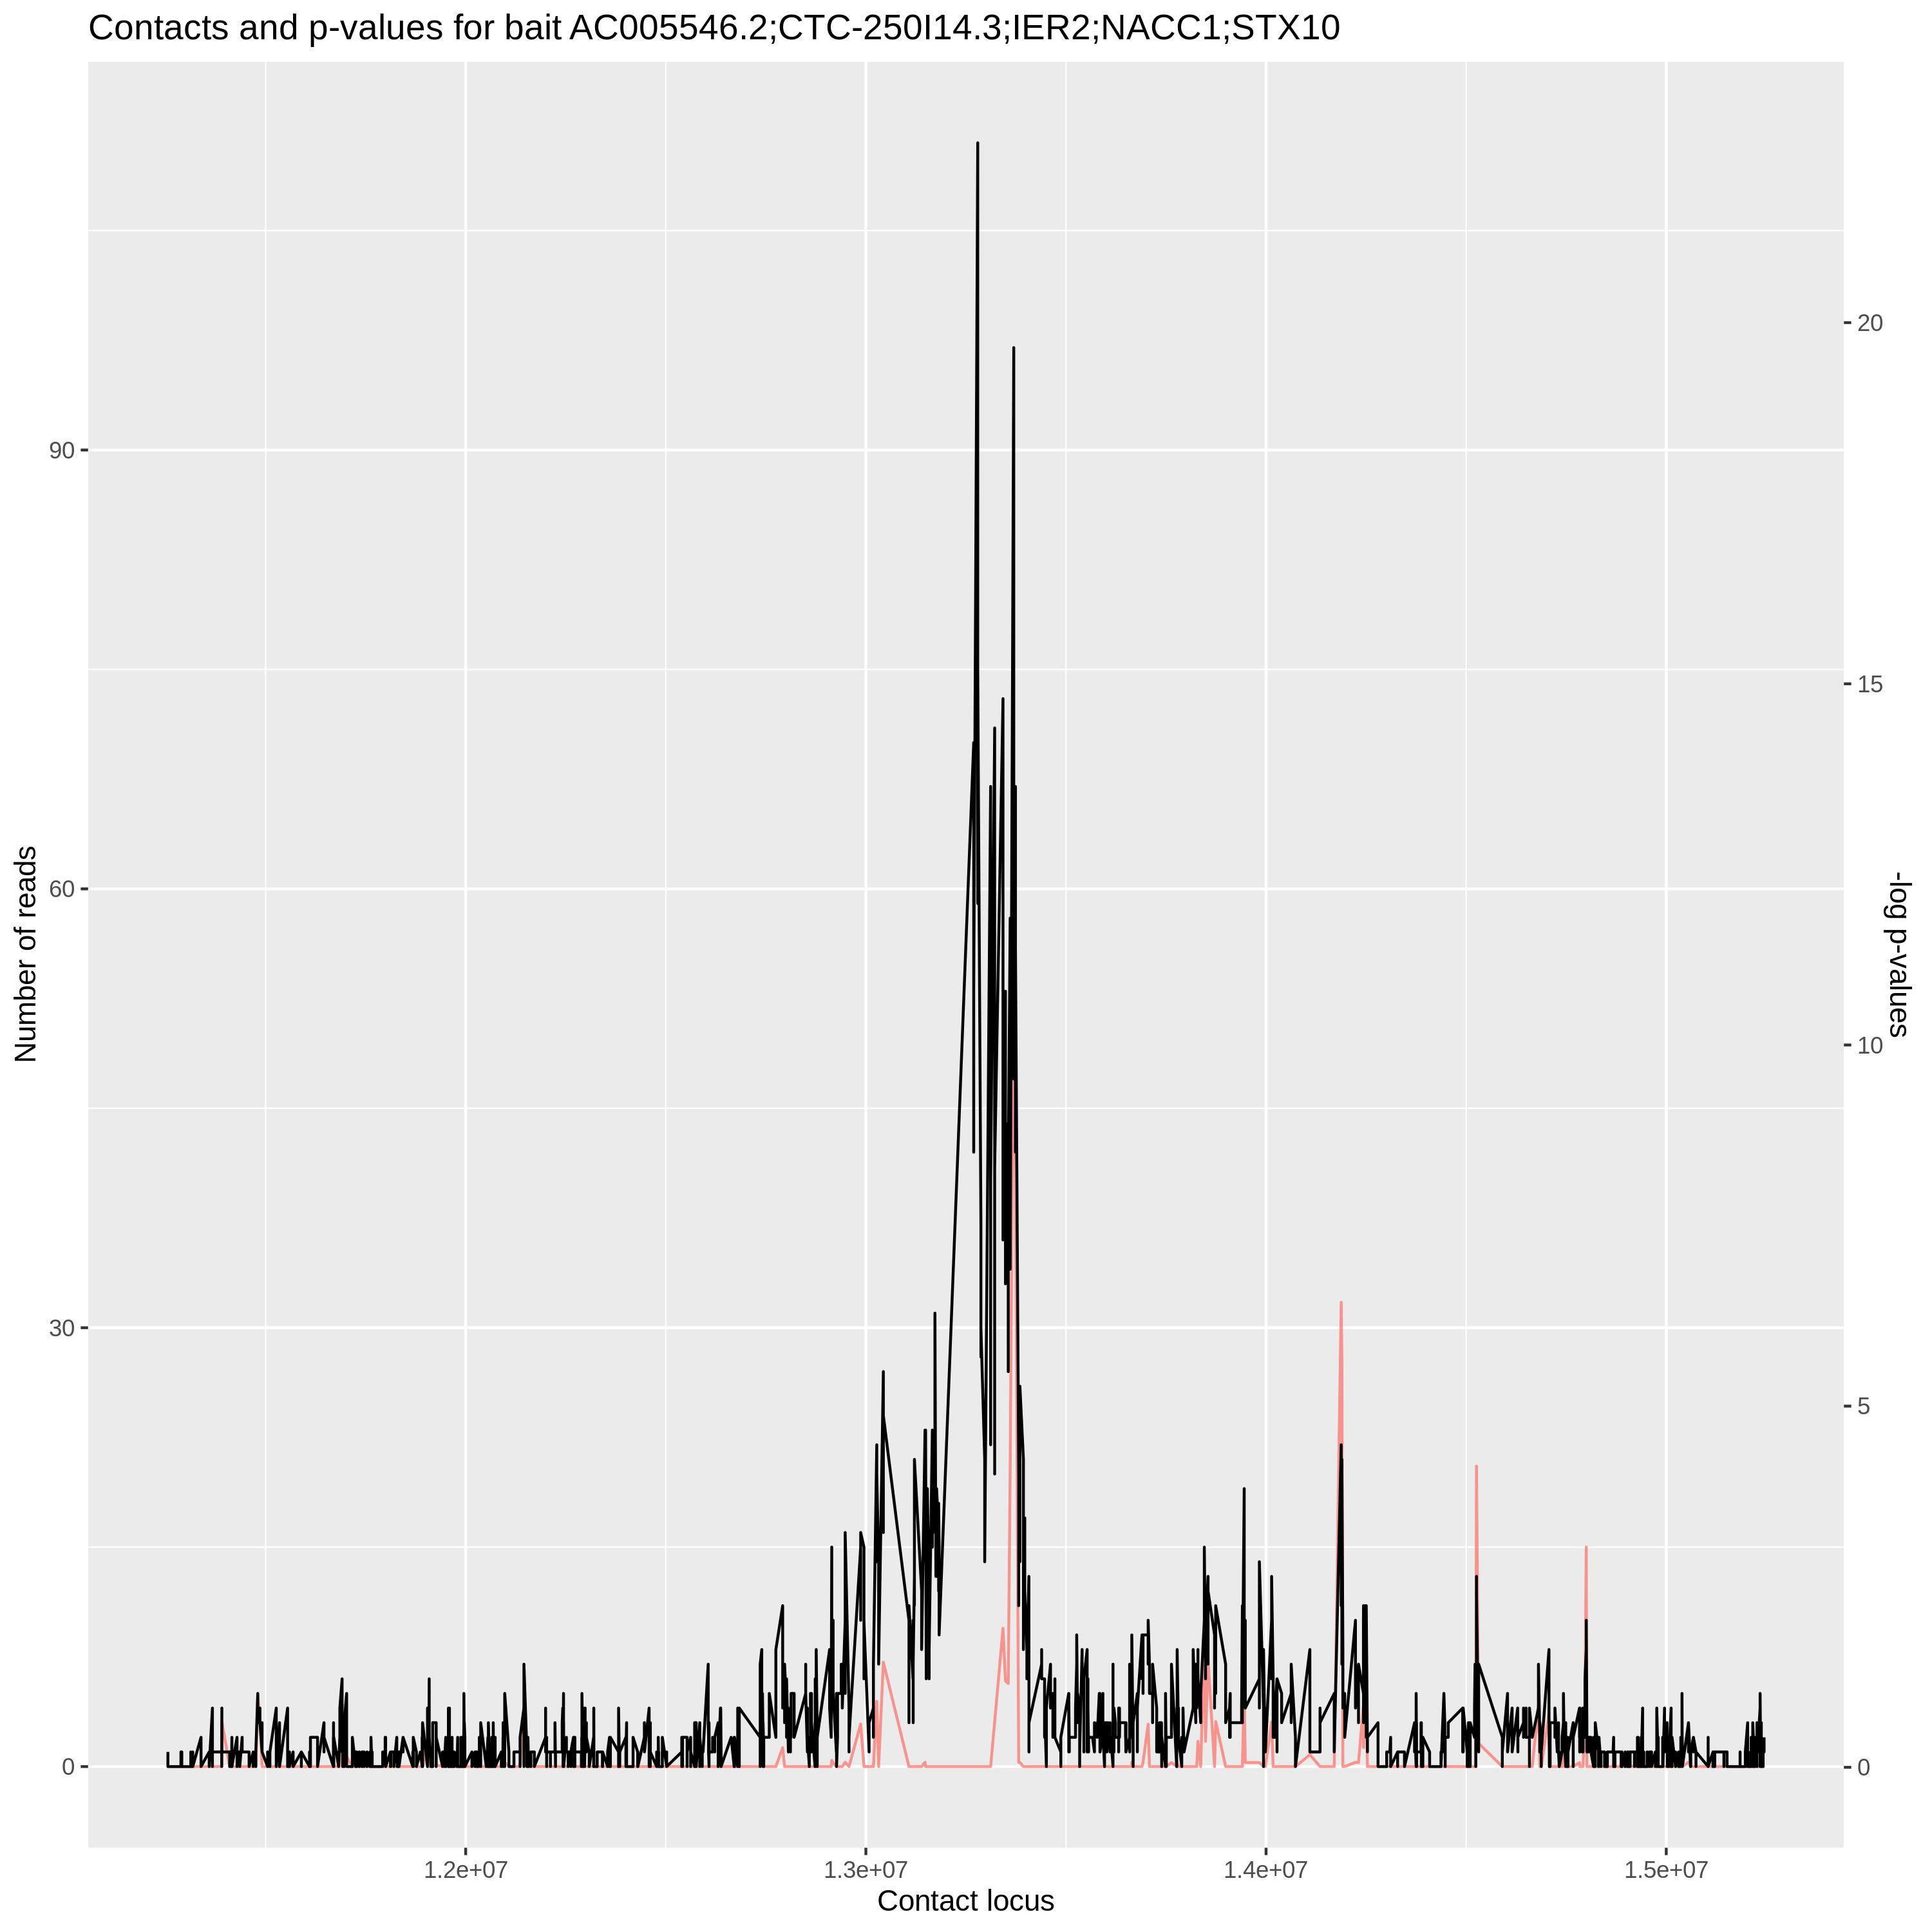 Contacts and p-values for bait AC005546.2;CTC-250I14.3;IER2;NACC1;STX10
Number of reads
90
60
30
0
20
15
10
5
0
-log p-values
1.2e+07
1.3e+07
1.4e+07
1.5e+07
Contact locus